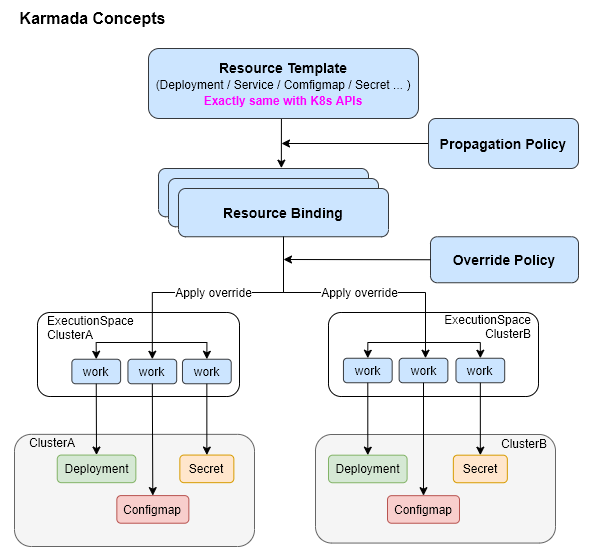 Karmada Concepts
Resource Template
(Deployment / Service / Comfigmap / Secret ... )
Exactly same with K8s APIs
Propagation Policy
Resource Binding
Override Policy
Apply override
Apply override
ExecutionSpace
ClusterA
work
work
work
ExecutionSpace
ClusterB
work
work
work
ClusterA
Deployment
Secret
Configmap
ClusterB
Deployment
Secret
Configmap